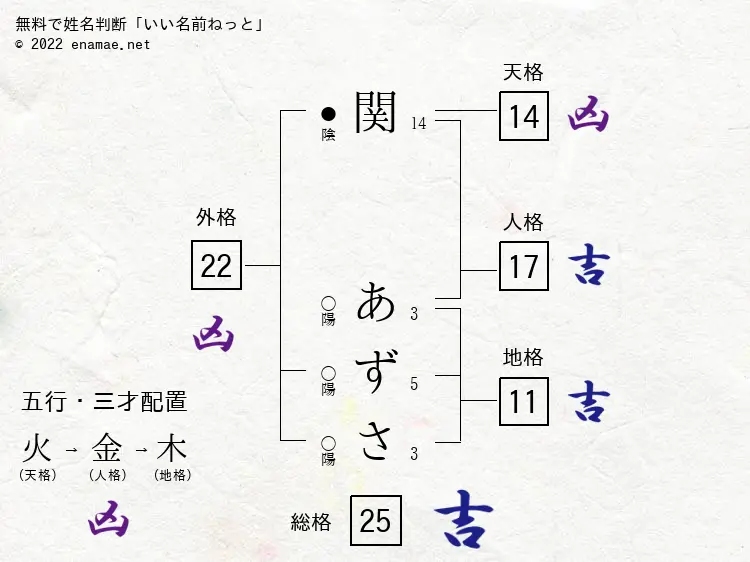 無料で姓名判断「いい名前ねっと」
© 2022 enamae.net
天格
14 凶
● 関 14
陰
外格
22
凶
人格
17 吉
○ あ 3
陽
地格
11 吉
○ ず 5
陽
○ さ 3
陽
五行・三才配置
火 → 金 → 木
(天格) (人格) (地格)
凶
総格 25 吉